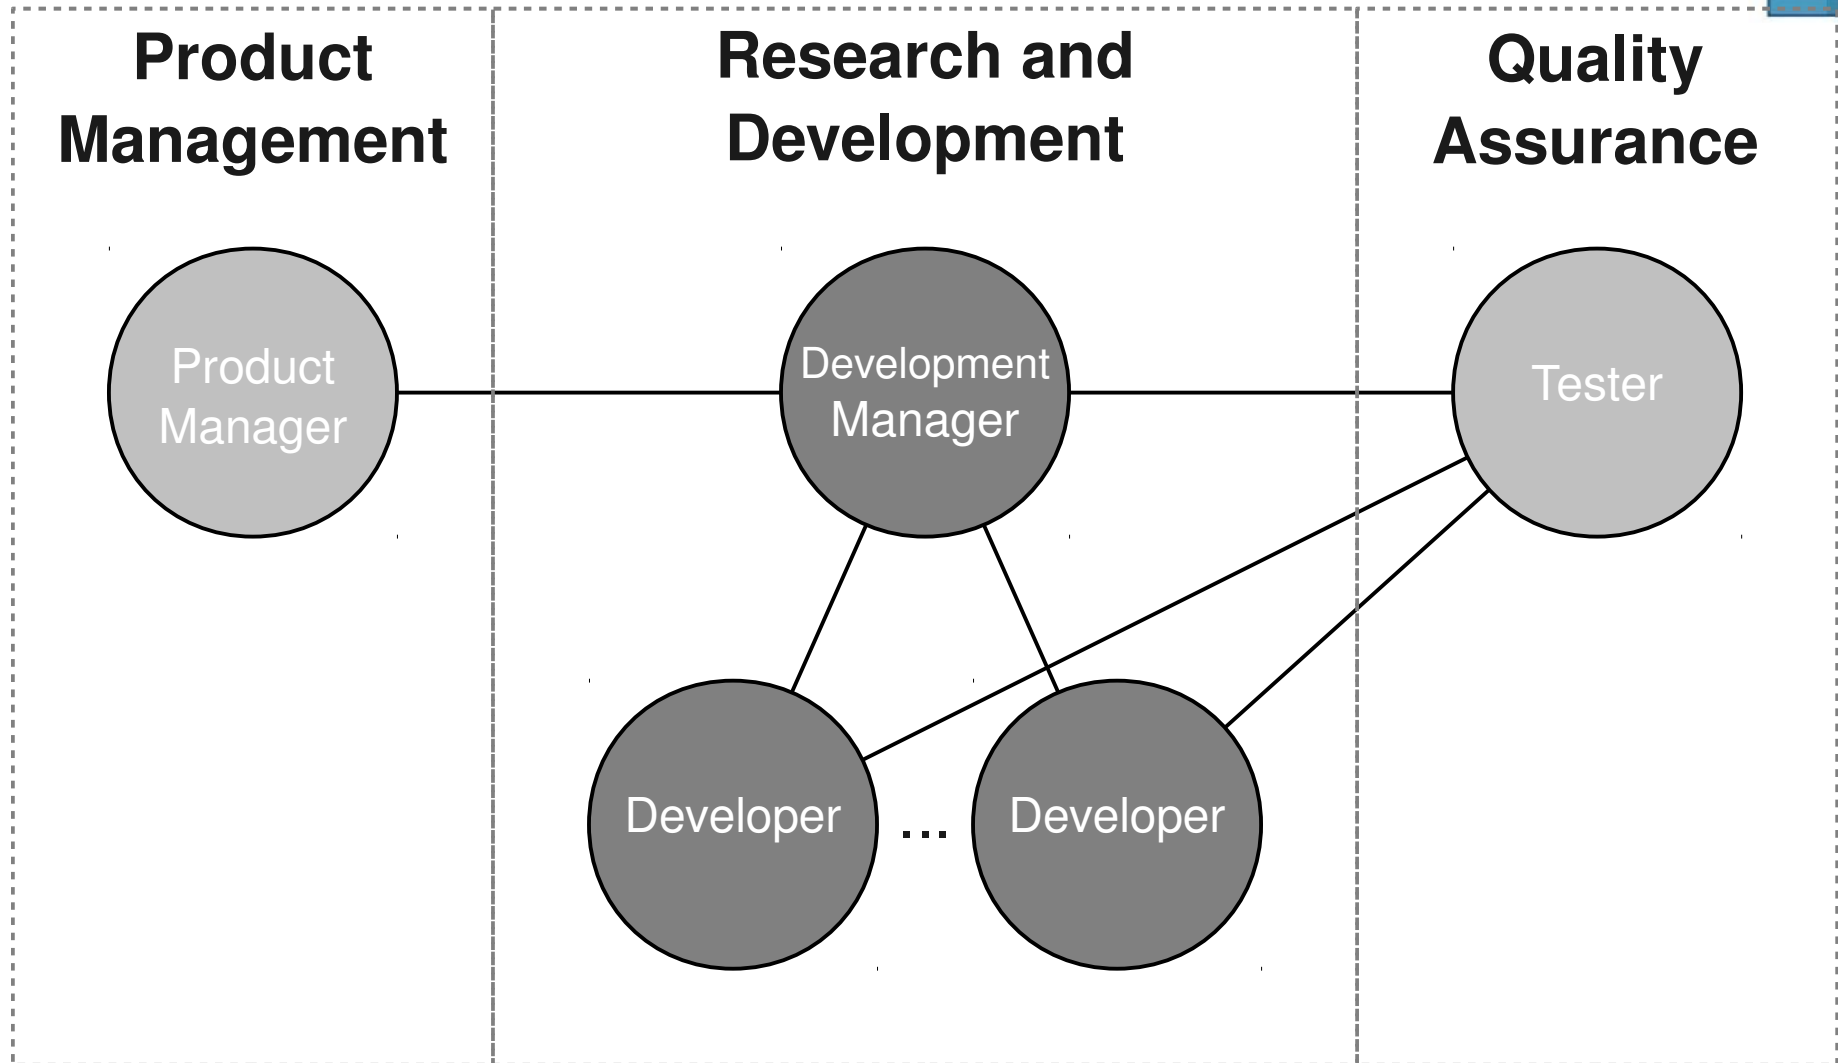 Product
Management
Research and
Development
Quality
Assurance
Product
Manager
Development
Manager
Tester
Developer
...
Developer